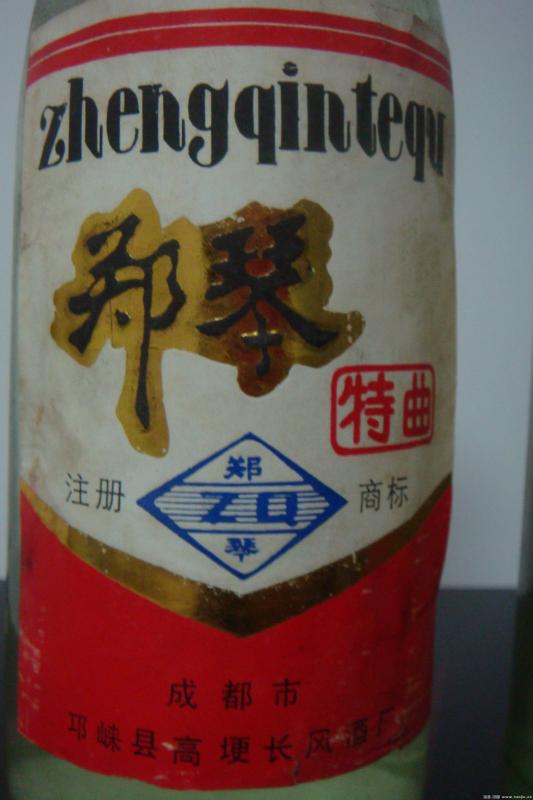 zhengqintequ
郑琴
特曲
郑
注册 ZQ 商标
琴
成都市
邛崃县高埂长风酒厂